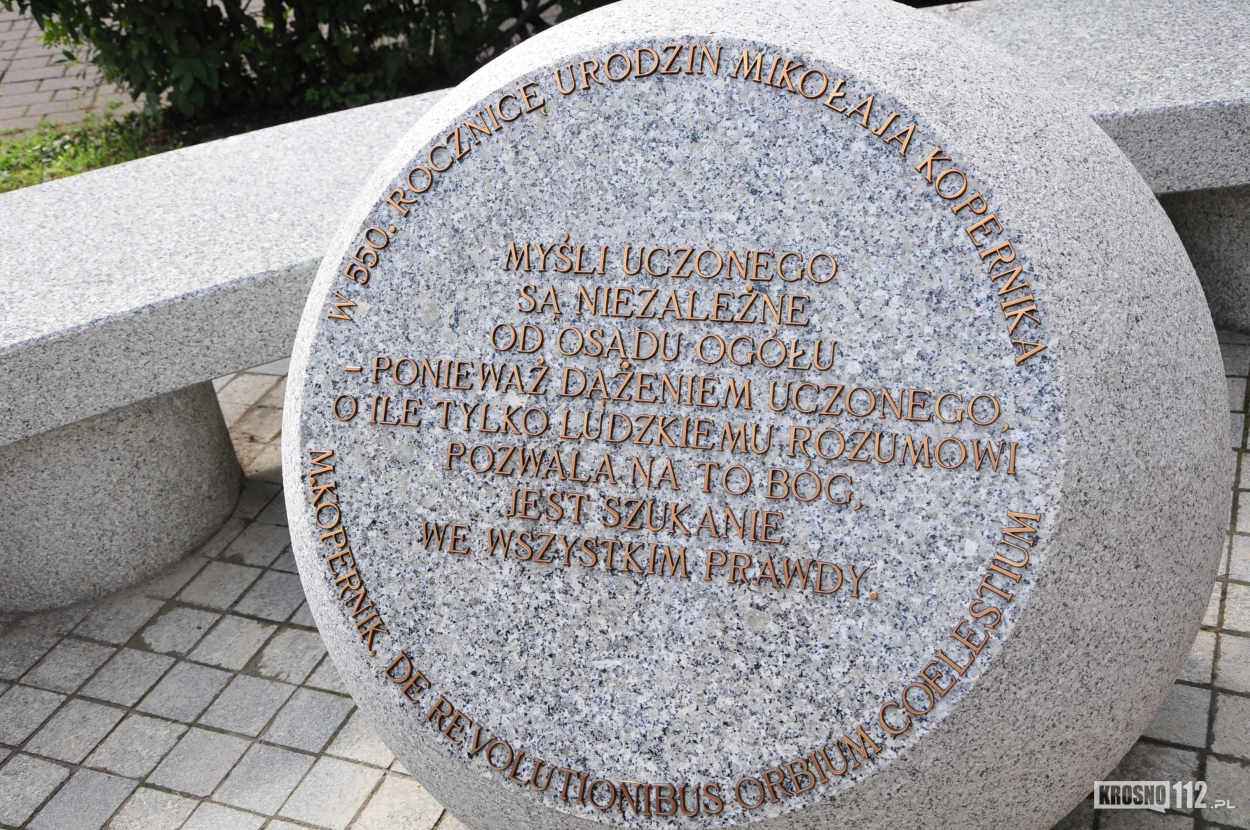 W 550. ROCZNICĘ URODZIN MIKOŁAJA KOPERNIKA
MYŚLI UCZONEGO
SĄ NIEZALEŻNE
OD OSĄDU OGÓŁU
- PONIEWAŻ DĄŻENIEM UCZONEGO,
O ILE TYLKO LUDZKIEMU ROZUMOWI
POZWALA NA TO BÓG,
JEST SZUKANIE
WE WSZYSTKIM PRAWDY.
M.KOPERNIK, DE REVOLUTIONIBUS ORBIUM COELESTIUM
KROSNO112.PL